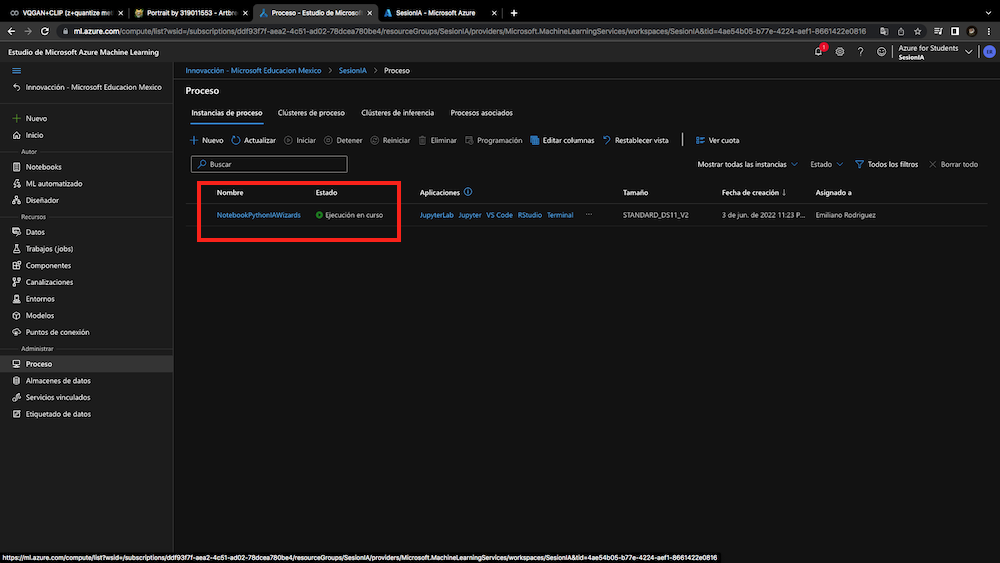 VQGAN+CLIP (z+quantize met
Portrait by 319011553 - Artbre
Proceso - Estudio de Microsof
SesionIA - Microsoft Azure
ml.azure.com/compute/list?wsid=/subscriptions/ddf93f7f-aea2-4c51-ad02-78dcea780be4/resourceGroups/SesionIA/providers/Microsoft.MachineLearningServices/workspaces/SesionIA&tid=4ae54b05-b77e-4224-aef1-8661422e0816
Estudio de Microsoft Azure Machine Learning
1
Azure for Students
SesionIA
ER
Innovacción - Microsoft Educacion Mexico
Nuevo
Inicio
Autor
Notebooks
ML automatizado
Diseñador
Recursos
Datos
Trabajos (jobs)
Componentes
Canalizaciones
Entornos
Modelos
Puntos de conexión
Administrar
Proceso
Almacenes de datos
Servicios vinculados
Etiquetado de datos
Innovacción - Microsoft Educacion Mexico > SesionIA > Proceso
Proceso
Instancias de proceso Clústeres de proceso Clústeres de inferencia Procesos asociados
Nuevo Actualizar Iniciar Detener Reiniciar Eliminar Programación Editar columnas Restablecer vista Ver cuota
Buscar
Mostrar todas las instancias Estado Todos los filtros Borrar todo
Nombre Estado Aplicaciones Tamaño Fecha de creación ↓ Asignado a
NotebookPythonIAWizards Ejecución en curso JupyterLab Jupyter VS Code RStudio Terminal ··· STANDARD_DS11_V2 3 de jun. de 2022 11:23 P... Emiliano Rodriguez
https://ml.azure.com/compute/list?wsid=/subscriptions/ddf93f7f-aea2-4c51-ad02-78dcea780be4/resourceGroups/SesionIA/providers/Microsoft.MachineLearningServices/workspaces/SesionIA&tid=4ae54b05-b77e-4224-aef1-8661422e0816